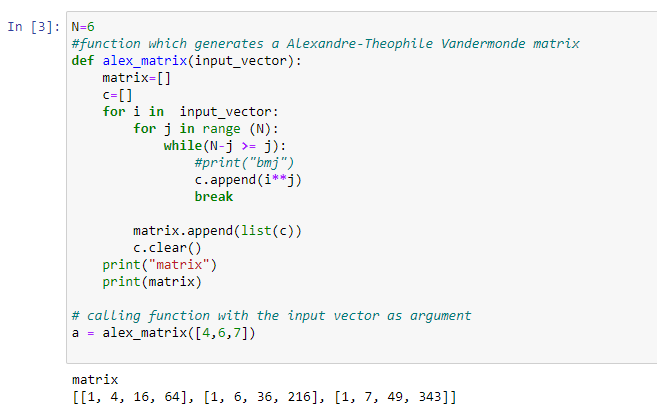 In [3]: N=6
#function which generates a Alexandre-Theophile Vandermonde matrix
def alex_matrix(input_vector):
    matrix=[]
    c=[]
    for i in  input_vector:
        for j in range (N):
            while(N-j >= j):
                #print("bmj")
                c.append(i**j)
                break

        matrix.append(list(c))
        c.clear()
    print("matrix")
    print(matrix)

# calling function with the input vector as argument
a = alex_matrix([4,6,7])

matrix
[[1, 4, 16, 64], [1, 6, 36, 216], [1, 7, 49, 343]]